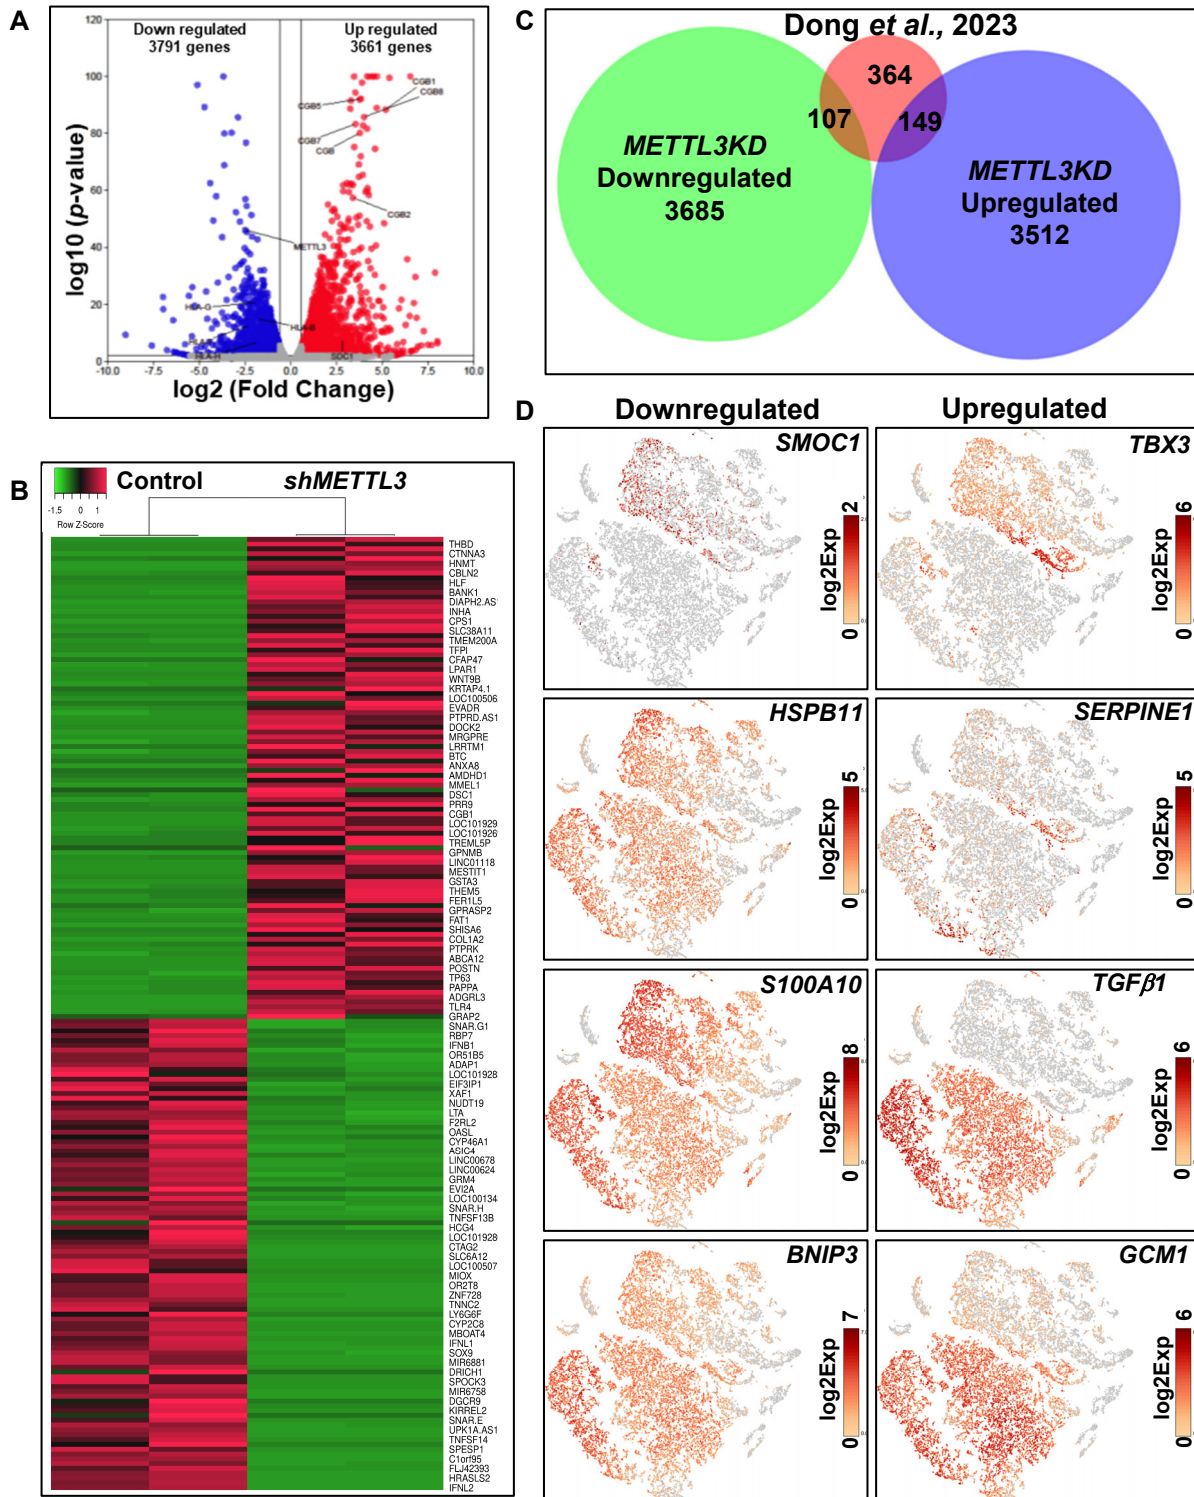 A
Down regulated
3791 genes
Up regulated
3661 genes
100
80
60
40
20
0
log10 (p-value)
CGB1
CGB8
CGB5
CGB7
CGB
CGB2
METTL3
HLA-G
HLA-B
HLA-H
SDC1
-10.0
-7.5
-5.0
-2.5
0.0
2.5
5.0
7.5
10.0
log2 (Fold Change)
B
Control
shMETTL3
-1.5 0 1
Row Z-Score
THBD
CTNNA3
HNMT
CBLN2
HLF
BANK1
DIAPH2.AS
INHA
CPS1
SLC38A11
TMEM200A
TFPI
CFAP47
LPAR1
WNT9B
KRTAP4.1
LOC100506
EVADR
PTPRD.AS1
DOCK2
MRGPRE
LRRTM1
BTC
ANXA8
AMDHD1
MMEL1
DSC1
PRR9
CGB1
LOC101929
LOC101926
TREML5P
GPNMB
LINC01118
MESTIT1
GSTA3
THEM5
FER1L5
GPRASP2
FAT1
SHISA6
COL1A2
PTPRK
ABCA12
POSTN
TP63
PAPPA
ADGRL3
TLR4
GRAP2
SNAR.G1
RBP7
IFNB1
OR51B5
ADAP1
LOC101928
EIF3IP1
XAF1
NUDT19
LTA
F2RL2
OASL
CYP46A1
ASIC4
LINC00678
LINC00624
GRM4
EVI2A
LOC100134
SNAR.H
TNFSF13B
HCG4
LOC101928
CTAG2
SLC6A12
LOC100507
MIOX
OR2T8
ZNF728
TNNC2
LY6G6F
CYP2C8
MBOAT4
IFNL1
SOX9
MIR6881
DRICH1
SPOCK3
MIR6758
DGCR9
KIRREL2
SNAR.E
UPK1A.AS1
TNFSF14
SPESP1
C1orf95
FLJ42393
HRASLS2
IFNL2
C
Dong et al., 2023
364
107
149
METTL3KD
Downregulated
3685
METTL3KD
Upregulated
3512
D
Downregulated
Upregulated
SMOC1
log2Exp
0
2
TBX3
log2Exp
0
6
HSPB11
log2Exp
0
5
SERPINE1
log2Exp
0
5
S100A10
log2Exp
0
8
TGFβ1
log2Exp
0
6
BNIP3
log2Exp
0
7
GCM1
log2Exp
0
6